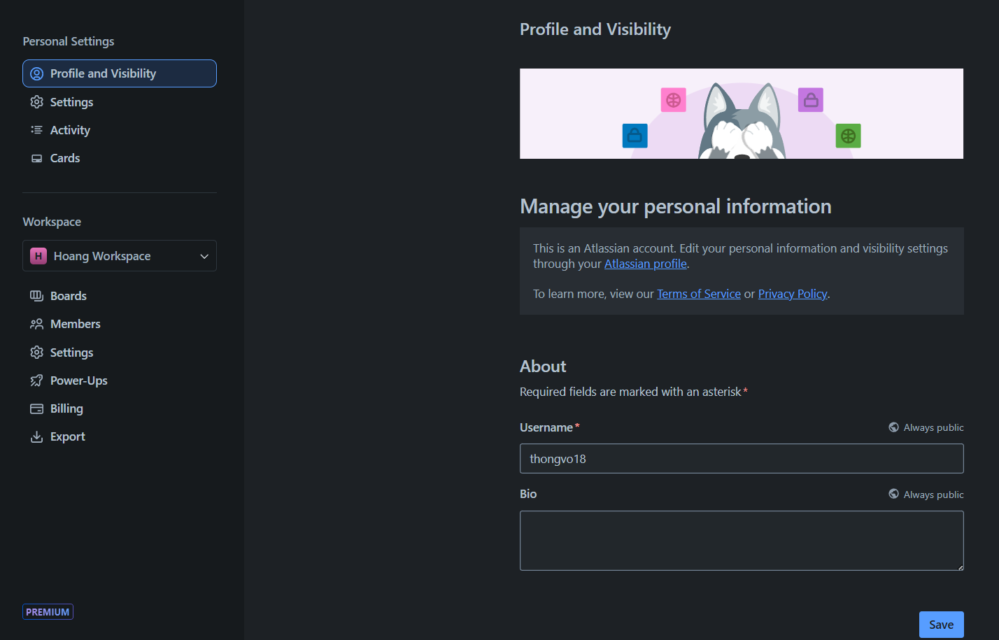 Personal Settings
Profile and Visibility
Settings
Activity
Cards
Workspace
H Hoang Workspace
Boards
Members
Settings
Power-Ups
Billing
Export
PREMIUM
Profile and Visibility
Manage your personal information
This is an Atlassian account. Edit your personal information and visibility settings
through your Atlassian profile.
To learn more, view our Terms of Service or Privacy Policy.
About
Required fields are marked with an asterisk*
Username* Always public
thongvo18
Bio Always public
Save